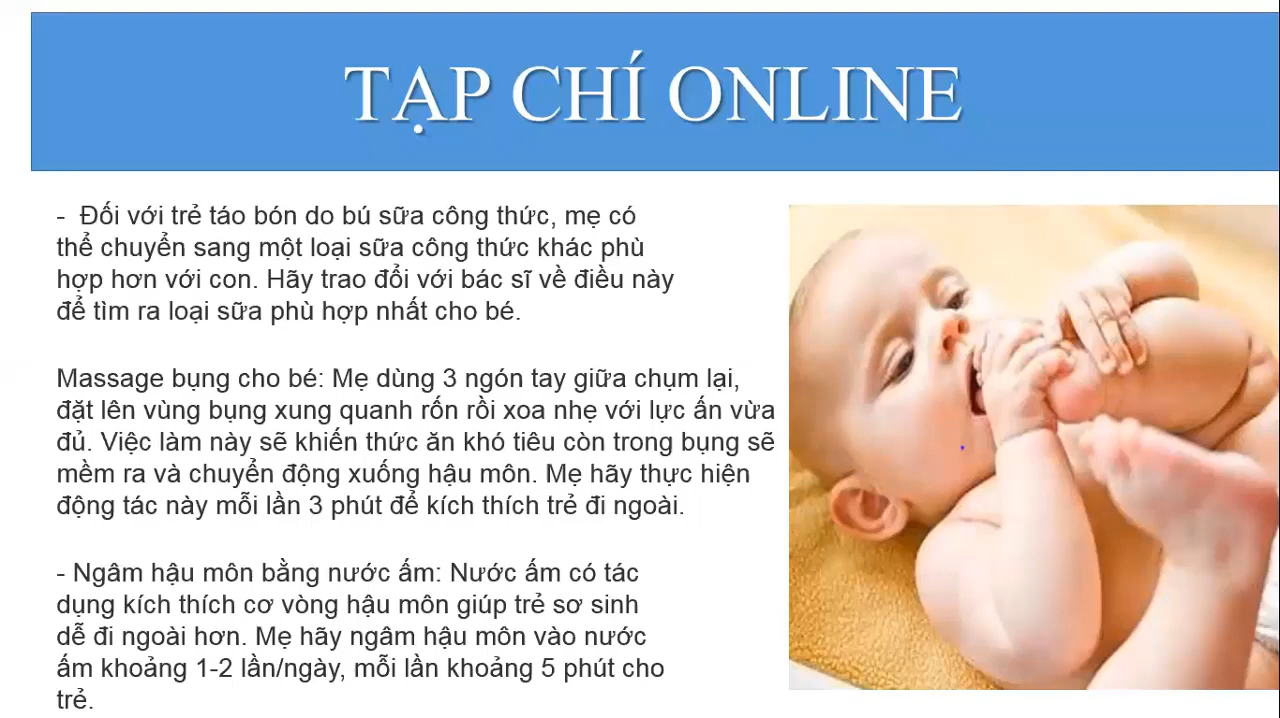 TẠP CHÍ ONLINE
- Đối với trẻ táo bón do bú sữa công thức, mẹ có
thể chuyển sang một loại sữa công thức khác phù
hợp hơn với con. Hãy trao đổi với bác sĩ về điều này
để tìm ra loại sữa phù hợp nhất cho bé.
Massage bụng cho bé: Mẹ dùng 3 ngón tay giữa chụm lại,
đặt lên vùng bụng xung quanh rốn rồi xoa nhẹ với lực ấn vừa
đủ. Việc làm này sẽ khiến thức ăn khó tiêu còn trong bụng sẽ
mềm ra và chuyển động xuống hậu môn. Mẹ hãy thực hiện
động tác này mỗi lần 3 phút để kích thích trẻ đi ngoài.
- Ngâm hậu môn bằng nước ấm: Nước ấm có tác
dụng kích thích cơ vòng hậu môn giúp trẻ sơ sinh
dễ đi ngoài hơn. Mẹ hãy ngâm hậu môn vào nước
ấm khoảng 1-2 lần/ngày, mỗi lần khoảng 5 phút cho
trẻ.